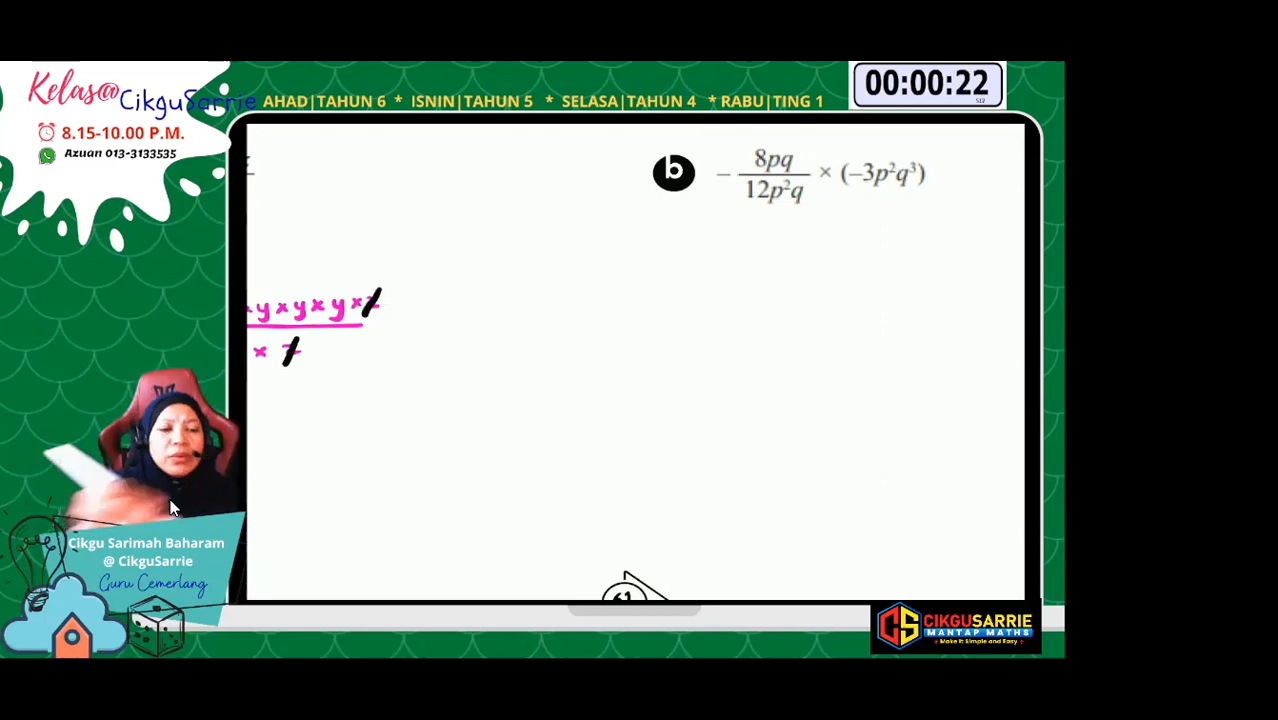 Kelas@CikguSarrie
8.15-10.00 P.M.
Azuan 013-3133535
AHAD|TAHUN 6 * ISNIN|TAHUN 5 * SELASA|TAHUN 4 * RABU|TING 1
00:00:22
b −8pq/12p²q × (–3p²q³)
× y × y × y ×
×
Cikgu Sarimah Baharam
@ CikguSarrie
Guru Cemerlang
61
CS CIKGUSARRIE
MANTAP MATHS
Make It Simple and Easy